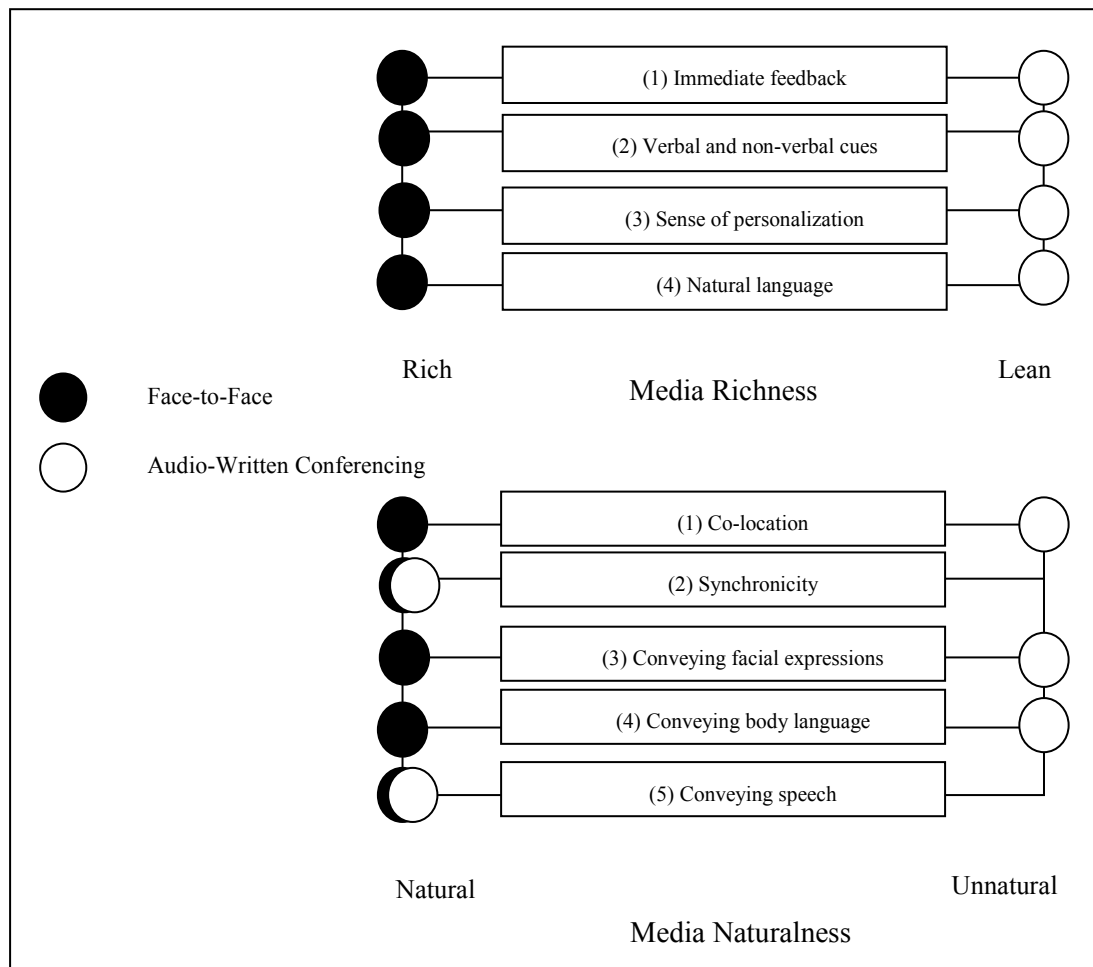 (1) Immediate feedback
(2) Verbal and non-verbal cues
(3) Sense of personalization
(4) Natural language
Rich
Lean
Media Richness
Face-to-Face
Audio-Written Conferencing
(1) Co-location
(2) Synchronicity
(3) Conveying facial expressions
(4) Conveying body language
(5) Conveying speech
Natural
Unnatural
Media Naturalness